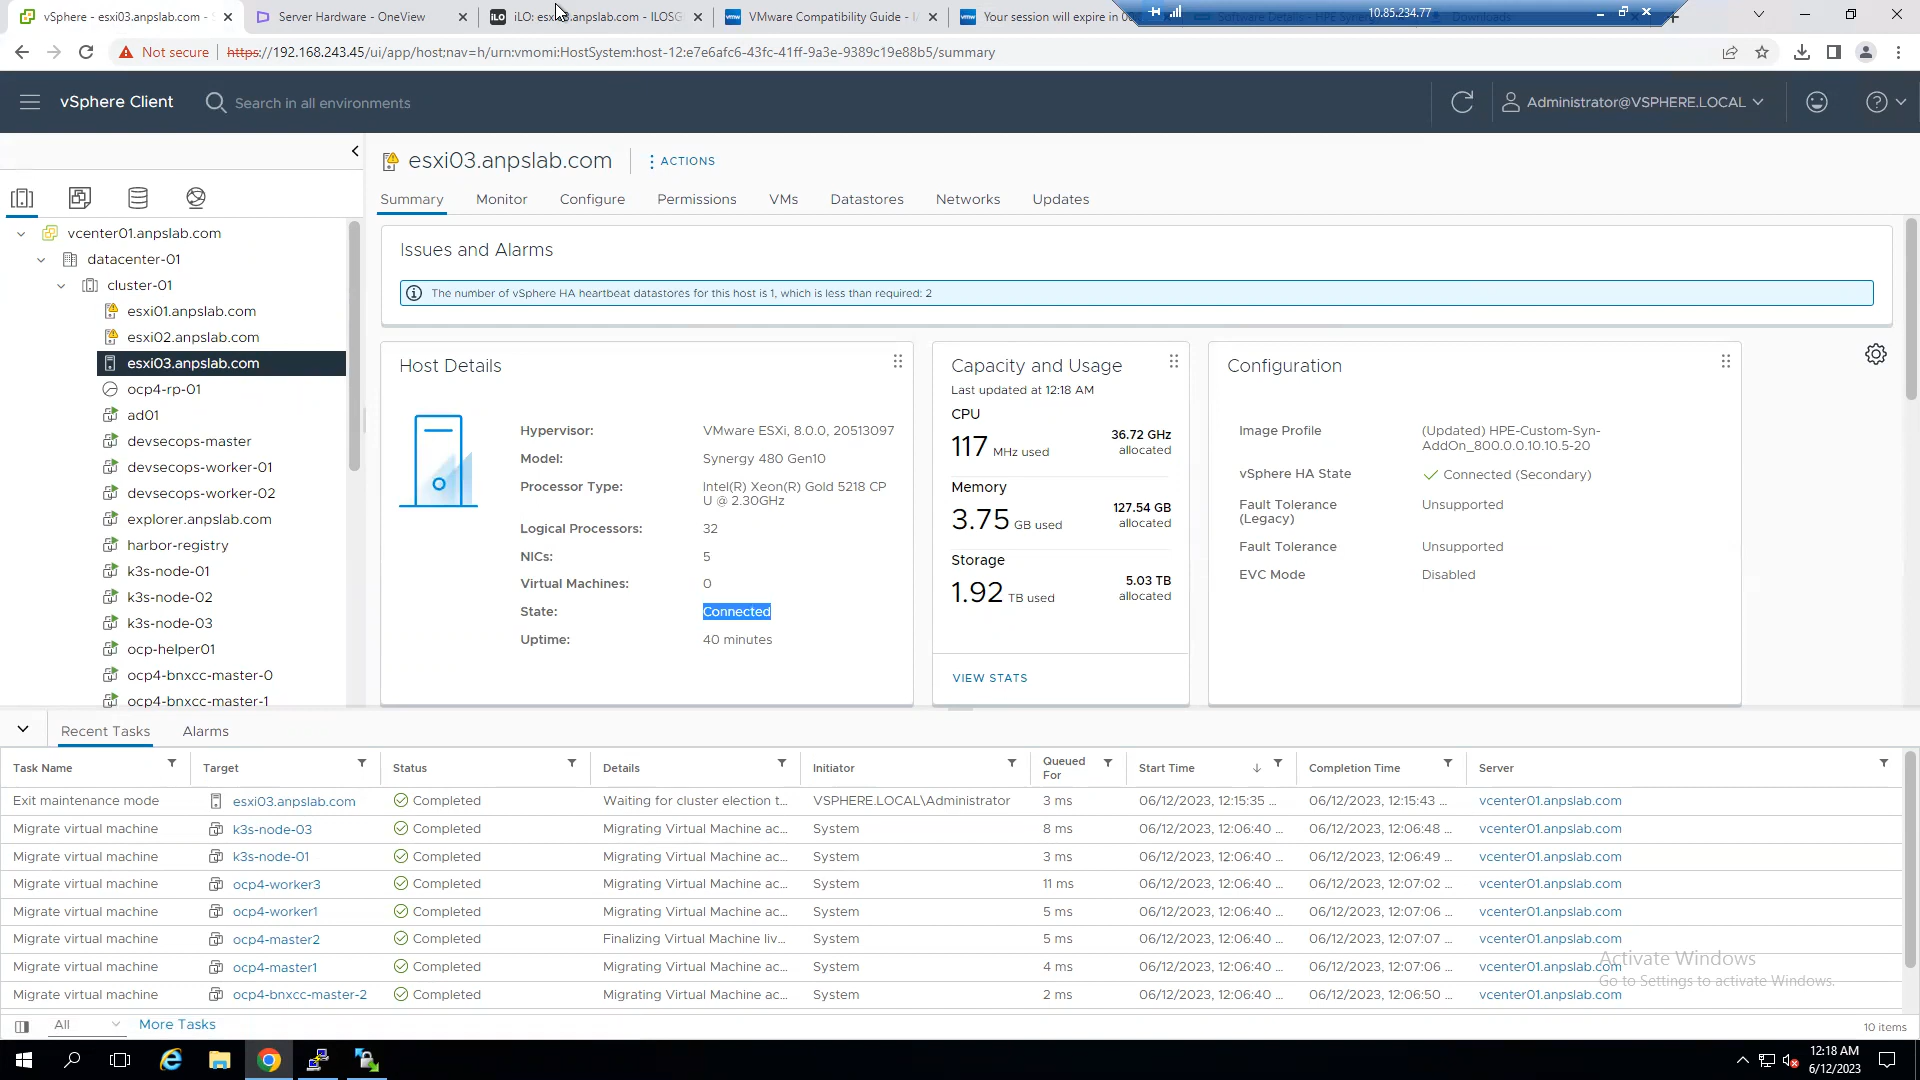 vSphere - esxi03.anpslab.com - S
Server Hardware - OneView
iLO: esxi03.anpslab.com - ILOSG
VMware Compatibility Guide - I/
Your session will expire in 00
10.85.234.77
Software Details - HPE Syner
Downloads
Not secure
https://192.168.243.45/ui/app/host;nav=h/urn:vmomi:HostSystem:host-12:e7e6afc6-43fc-41ff-9a3e-9389c19e88b5/summary
vSphere Client
Search in all environments
Administrator@VSPHERE.LOCAL
esxi03.anpslab.com
ACTIONS
Summary
Monitor
Configure
Permissions
VMs
Datastores
Networks
Updates
vcenter01.anpslab.com
datacenter-01
cluster-01
esxi01.anpslab.com
esxi02.anpslab.com
esxi03.anpslab.com
ocp4-rp-01
ad01
devsecops-master
devsecops-worker-01
devsecops-worker-02
explorer.anpslab.com
harbor-registry
k3s-node-01
k3s-node-02
k3s-node-03
ocp-helper01
ocp4-bnxcc-master-0
ocp4-bnxcc-master-1
Issues and Alarms
The number of vSphere HA heartbeat datastores for this host is 1, which is less than required: 2
Host Details
Hypervisor: VMware ESXi, 8.0.0, 20513097
Model: Synergy 480 Gen10
Processor Type: Intel(R) Xeon(R) Gold 5218 CP
U @ 2.30GHz
Logical Processors: 32
NICs: 5
Virtual Machines: 0
State: Connected
Uptime: 40 minutes
Capacity and Usage
Last updated at 12:18 AM
CPU
117 MHz used
36.72 GHz
allocated
Memory
3.75 GB used
127.54 GB
allocated
Storage
1.92 TB used
5.03 TB
allocated
VIEW STATS
Configuration
Image Profile (Updated) HPE-Custom-Syn-
AddOn_800.0.0.10.10.5-20
vSphere HA State Connected (Secondary)
Fault Tolerance
(Legacy) Unsupported
Fault Tolerance Unsupported
EVC Mode Disabled
Recent Tasks
Alarms
Task Name Target Status Details Initiator Queued For Start Time Completion Time Server
Exit maintenance mode esxi03.anpslab.com Completed Waiting for cluster election t... VSPHERE.LOCAL\Administrator 3 ms 06/12/2023, 12:15:35 ... 06/12/2023, 12:15:43 ... vcenter01.anpslab.com
Migrate virtual machine k3s-node-03 Completed Migrating Virtual Machine ac... System 8 ms 06/12/2023, 12:06:40 ... 06/12/2023, 12:06:48 ... vcenter01.anpslab.com
Migrate virtual machine k3s-node-01 Completed Migrating Virtual Machine ac... System 3 ms 06/12/2023, 12:06:40 ... 06/12/2023, 12:06:49 ... vcenter01.anpslab.com
Migrate virtual machine ocp4-worker3 Completed Migrating Virtual Machine ac... System 11 ms 06/12/2023, 12:06:40 ... 06/12/2023, 12:07:02 ... vcenter01.anpslab.com
Migrate virtual machine ocp4-worker1 Completed Migrating Virtual Machine ac... System 5 ms 06/12/2023, 12:06:40 ... 06/12/2023, 12:07:06 ... vcenter01.anpslab.com
Migrate virtual machine ocp4-master2 Completed Finalizing Virtual Machine liv... System 5 ms 06/12/2023, 12:06:40 ... 06/12/2023, 12:07:07 ... vcenter01.anpslab.com
Migrate virtual machine ocp4-master1 Completed Migrating Virtual Machine ac... System 4 ms 06/12/2023, 12:06:40 ... 06/12/2023, 12:07:06 ... vcenter01.anpslab.com
Migrate virtual machine ocp4-bnxcc-master-2 Completed Migrating Virtual Machine ac... System 2 ms 06/12/2023, 12:06:40 ... 06/12/2023, 12:06:50 ... vcenter01.anpslab.com
Activate Windows
Go to Settings to activate Windows.
All
More Tasks
10 items
12:18 AM
6/12/2023